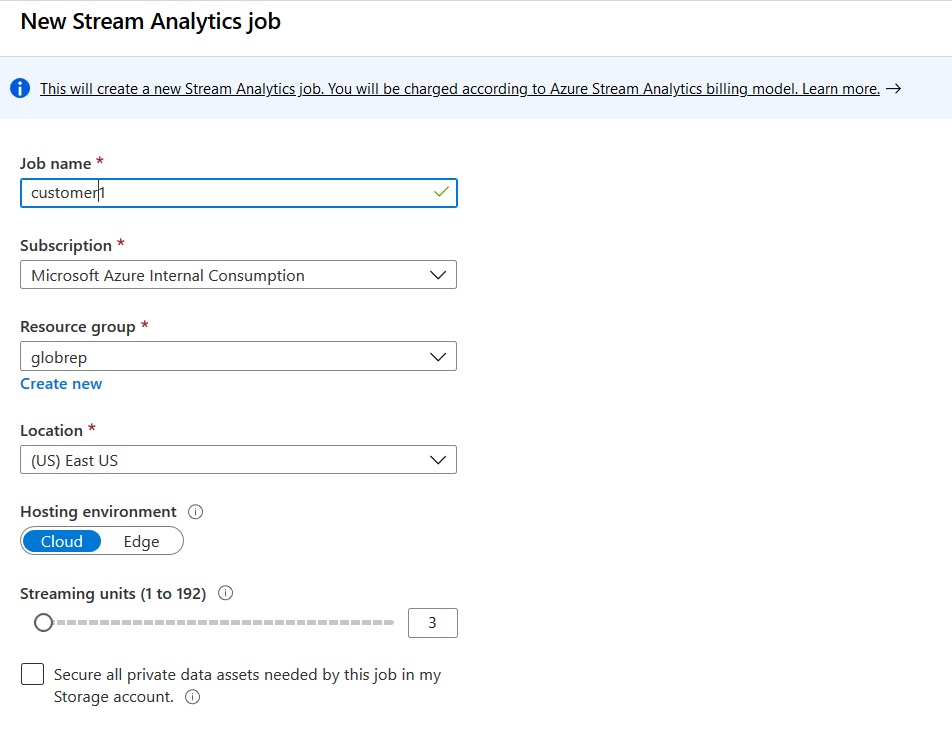 New Stream Analytics job
This will create a new Stream Analytics job. You will be charged according to Azure Stream Analytics billing model. Learn more. →
Job name *
customer1
Subscription *
Microsoft Azure Internal Consumption
Resource group *
globrep
Create new
Location *
(US) East US
Hosting environment
Cloud Edge
Streaming units (1 to 192)
3
Secure all private data assets needed by this job in my
Storage account.